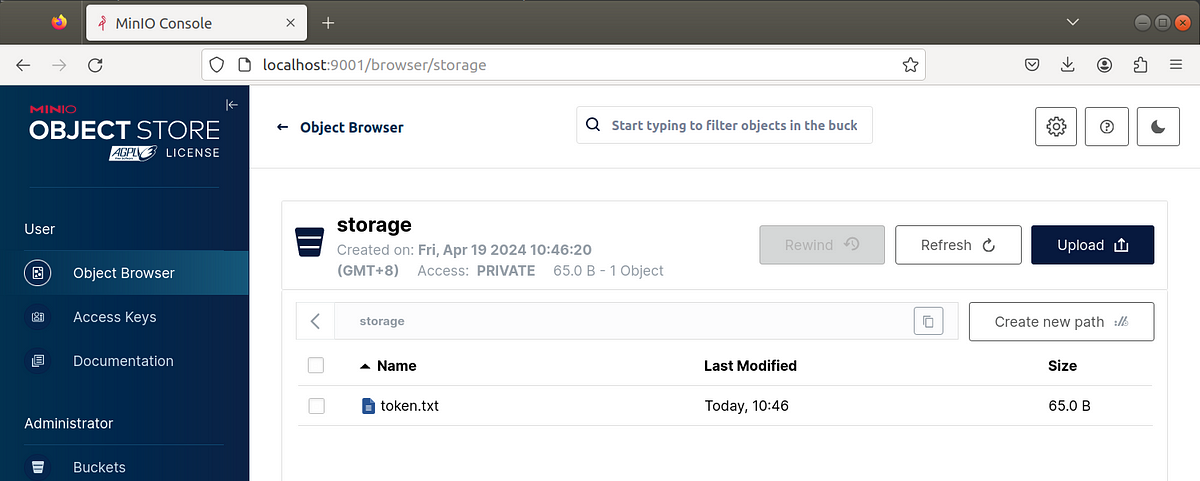 MinIO Console
localhost:9001/browser/storage
MINIO
OBJECT STORE
AGPLv3 LICENSE
Object Browser
Start typing to filter objects in the buck
User
Object Browser
Access Keys
Documentation
Administrator
Buckets
storage
Created on: Fri, Apr 19 2024 10:46:20
(GMT+8) Access: PRIVATE 65.0 B - 1 Object
Rewind
Refresh
Upload
storage
Create new path
Name Last Modified Size
token.txt Today, 10:46 65.0 B